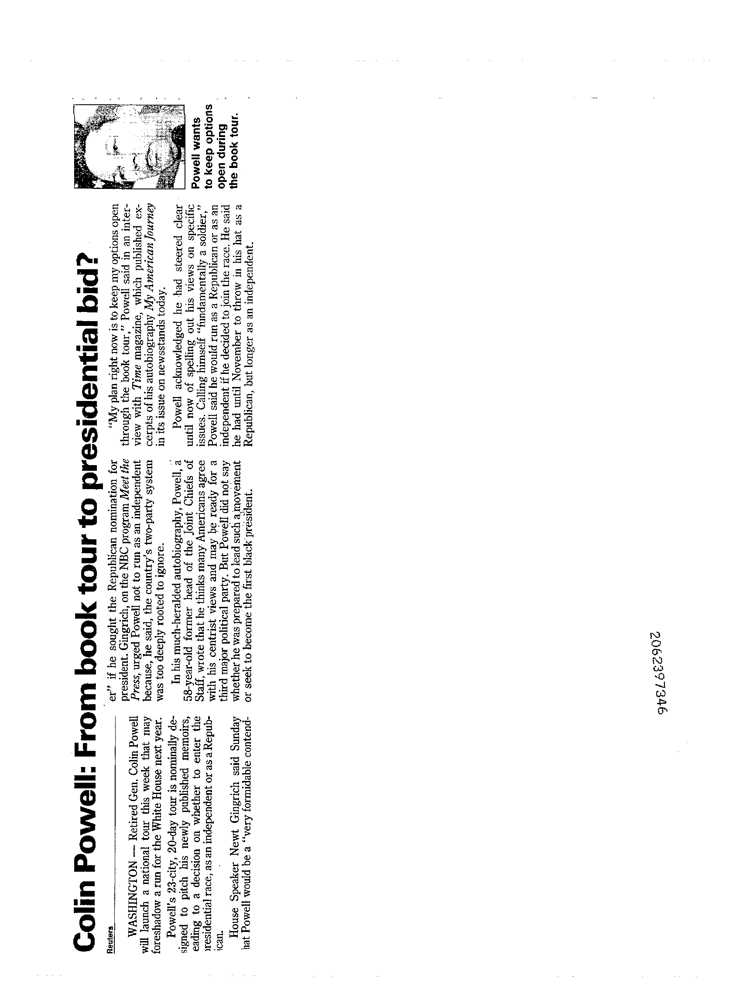 Colin Powell: From book tour to presidential bid?
Reuters
WASHINGTON — Retired Gen. Colin Powell
will launch a national tour this week that may
foreshadow a run for the White House next year.
Powell's 23-city, 20-day tour is nominally de-
signed to pitch his newly published memoirs,
eading to a decision on whether to enter the
residential race, as an independent or as a Repub-
ican.
House Speaker Newt Gingrich said Sunday
hat Powell would be a "very formidable contend-
er" if he sought the Republican nomination for
president. Gingrich, on the NBC program Meet the
Press, urged Powell not to run as an independent
because, he said, the country's two-party system
was too deeply rooted to ignore.
In his much-heralded autobiography, Powell, a
58-year-old former head of the Joint Chiefs of
Staff, wrote that he thinks many Americans agree
with his centrist views and may be ready for a
third major political party. But Powell did not say
whether he was prepared to lead such a movement
or seek to become the first black president.
"My plan right now is to keep my options open
through the book tour," Powell said in an inter-
view with Time magazine, which published ex-
cerpts of his autobiography My American Journey
in its issue on newsstands today.
Powell acknowledged he had steered clear
until now of spelling out his views on specific
issues. Calling himself "fundamentally a soldier,"
Powell said he would run as a Republican or as an
independent if he decided to join the race. He said
he had until November to throw in his hat as a
Republican, but longer as an independent.
Powell wants
to keep options
open during
the book tour.
2062397346